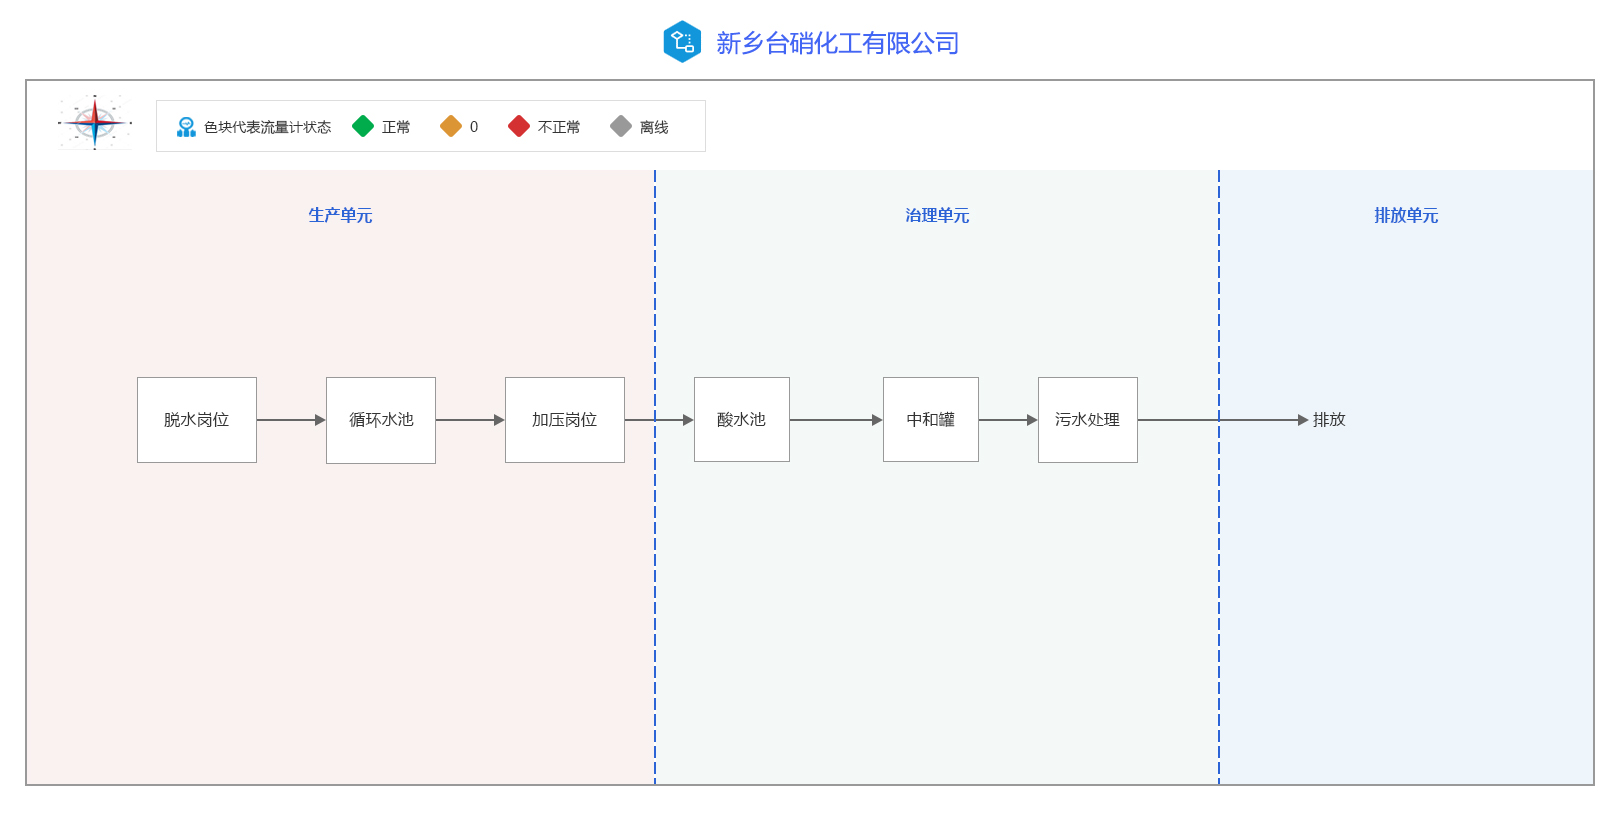 新乡台硝化工有限公司
色块代表流量计状态 正常 0 不正常 离线
生产单元 治理单元 排放单元
脱水岗位 循环水池 加压岗位 酸水池 中和罐 污水处理 排放